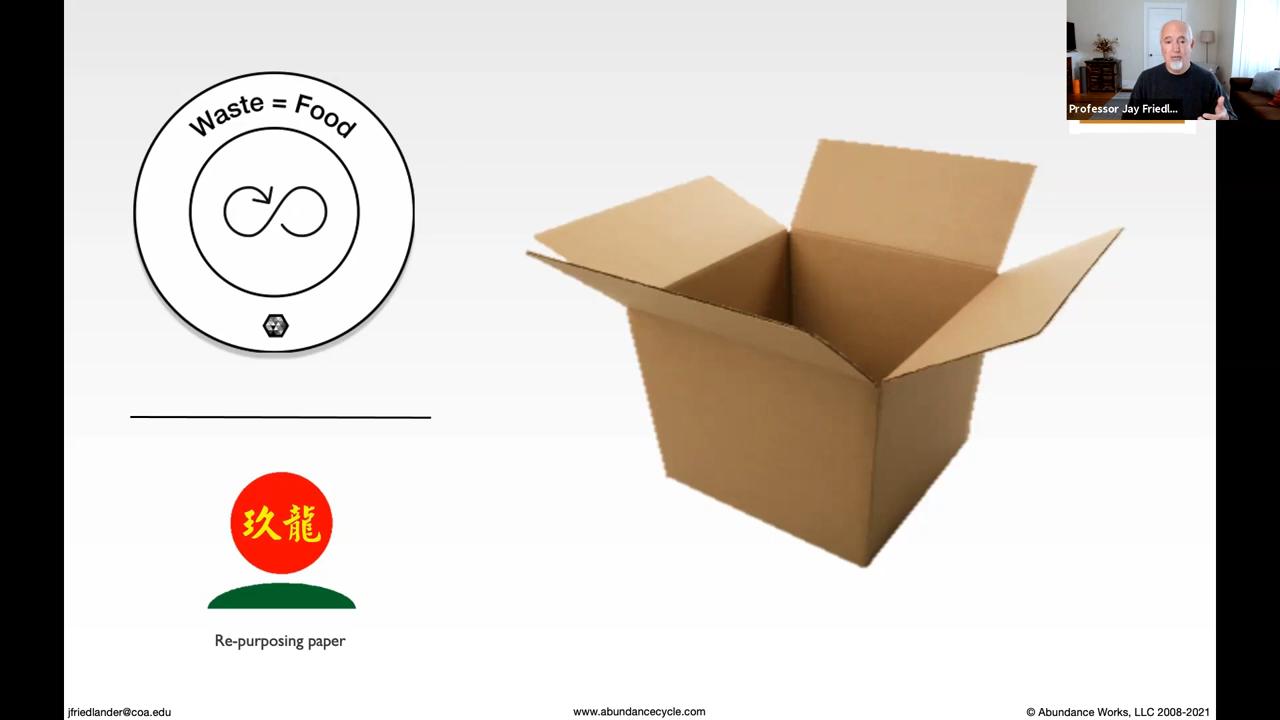 Waste = Food
Professor Jay Friedl...
玖龍
Re-purposing paper
jfriedlander@coa.edu
www.abundancecycle.com
© Abundance Works, LLC 2008-2021